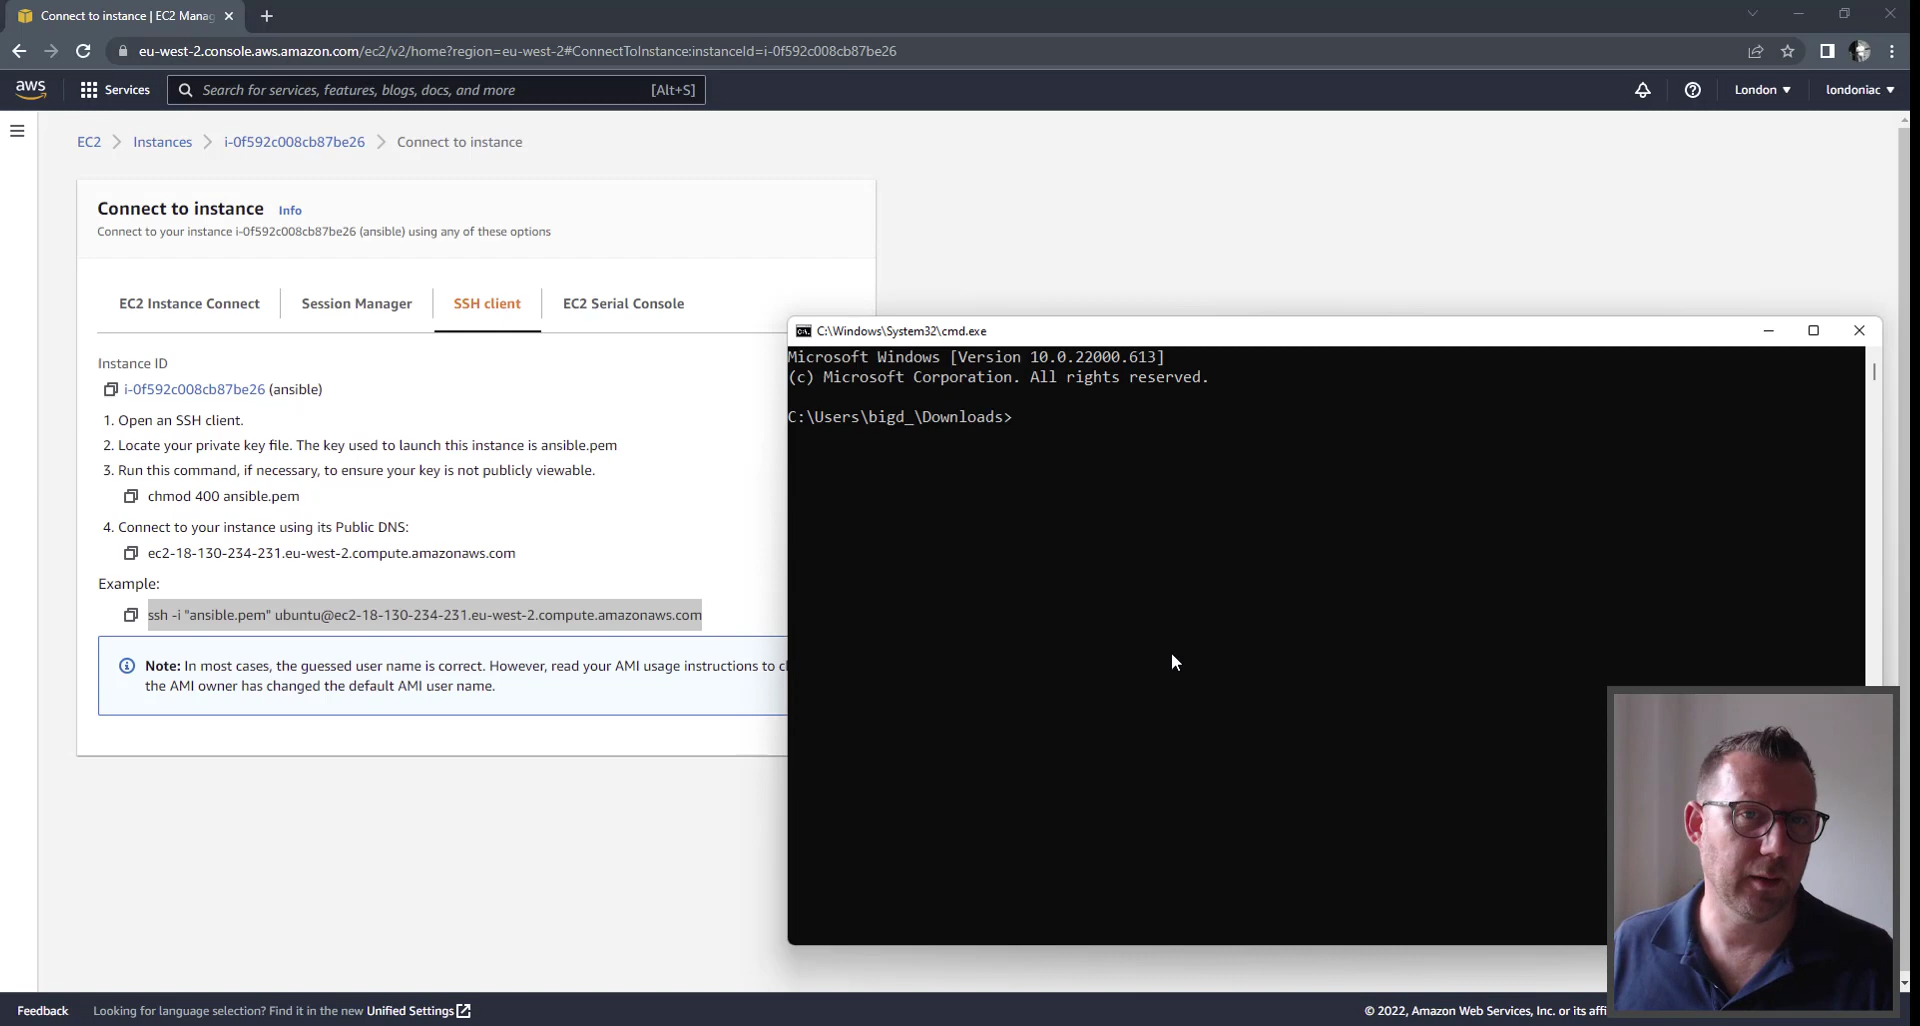 Connect to instance | EC2 Manag
eu-west-2.console.aws.amazon.com/ec2/v2/home?region=eu-west-2#ConnectToInstance:instanceId=i-0f592c008cb87be26
aws
Services
Search for services, features, blogs, docs, and more
[Alt+S]
London
londoniac
EC2
Instances
i-0f592c008cb87be26
Connect to instance
Connect to instance Info
Connect to your instance i-0f592c008cb87be26 (ansible) using any of these options
EC2 Instance Connect
Session Manager
SSH client
EC2 Serial Console
Instance ID
i-0f592c008cb87be26 (ansible)
1. Open an SSH client.
2. Locate your private key file. The key used to launch this instance is ansible.pem
3. Run this command, if necessary, to ensure your key is not publicly viewable.
chmod 400 ansible.pem
4. Connect to your instance using its Public DNS:
ec2-18-130-234-231.eu-west-2.compute.amazonaws.com
Example:
ssh -i "ansible.pem" ubuntu@ec2-18-130-234-231.eu-west-2.compute.amazonaws.com
Note: In most cases, the guessed user name is correct. However, read your AMI usage instructions to c
the AMI owner has changed the default AMI user name.
C:\Windows\System32\cmd.exe
Microsoft Windows [Version 10.0.22000.613]
(c) Microsoft Corporation. All rights reserved.
C:\Users\bigd_\Downloads>
Feedback
Looking for language selection? Find it in the new Unified Settings
© 2022, Amazon Web Services, Inc. or its affi